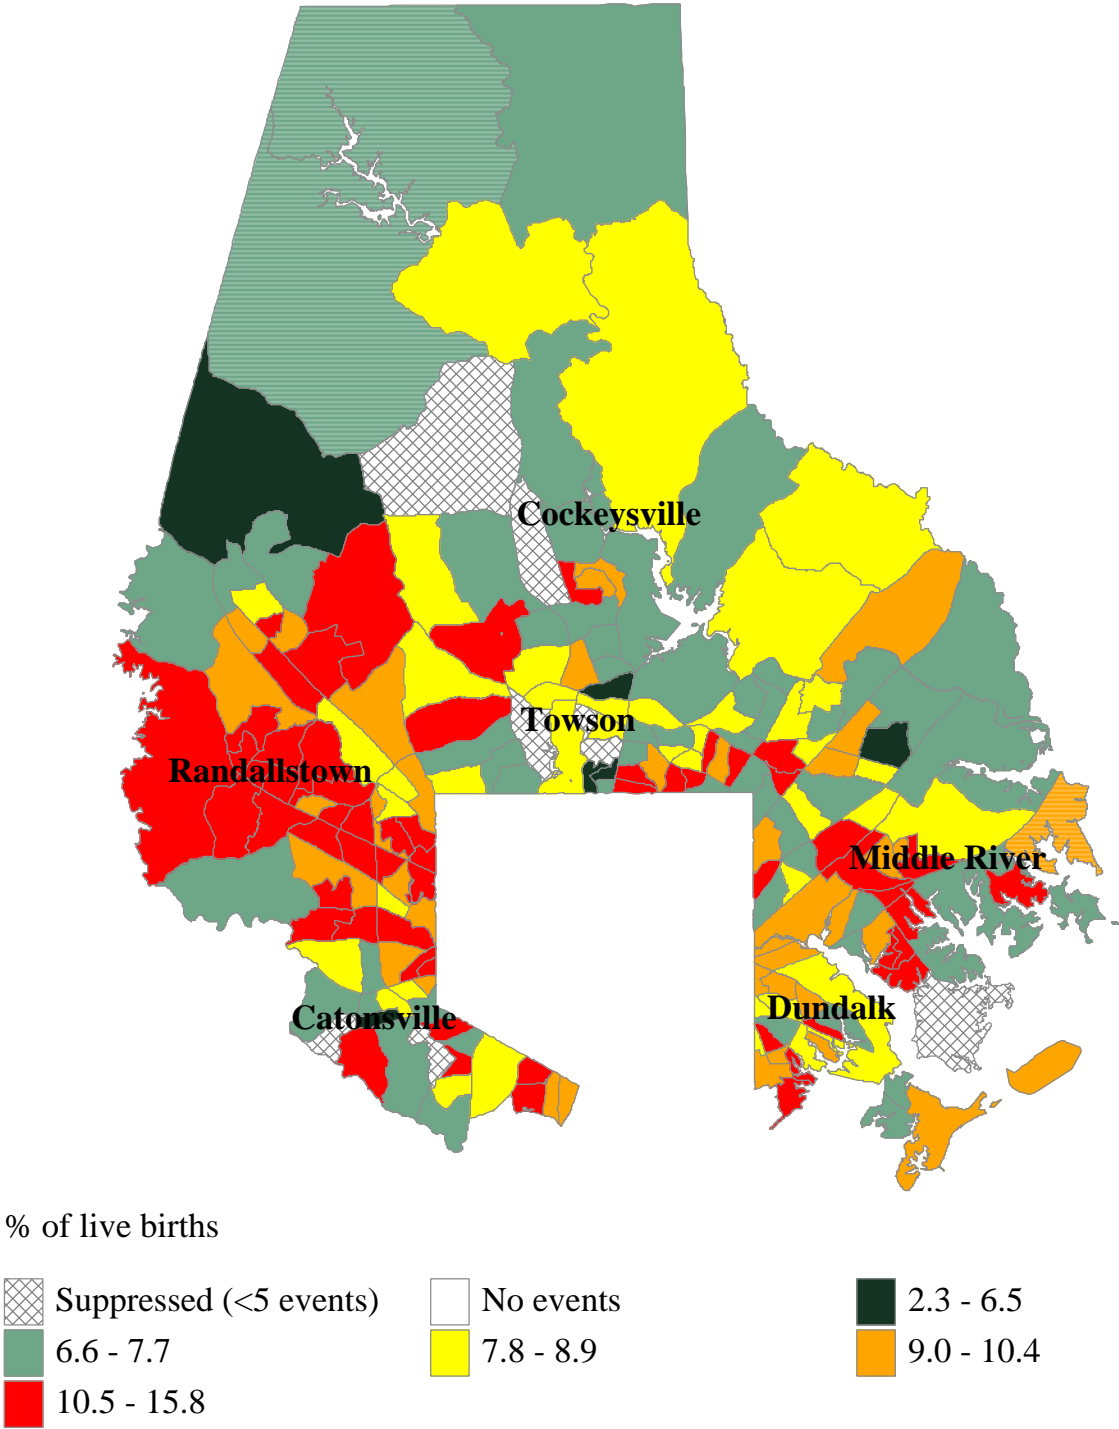 Cockeysville
Towson
Randallstown
Middle River
Dundalk
Catonsville
% of live births
Suppressed (<5 events)
No events
2.3 - 6.5
6.6 - 7.7
7.8 - 8.9
9.0 - 10.4
10.5 - 15.8